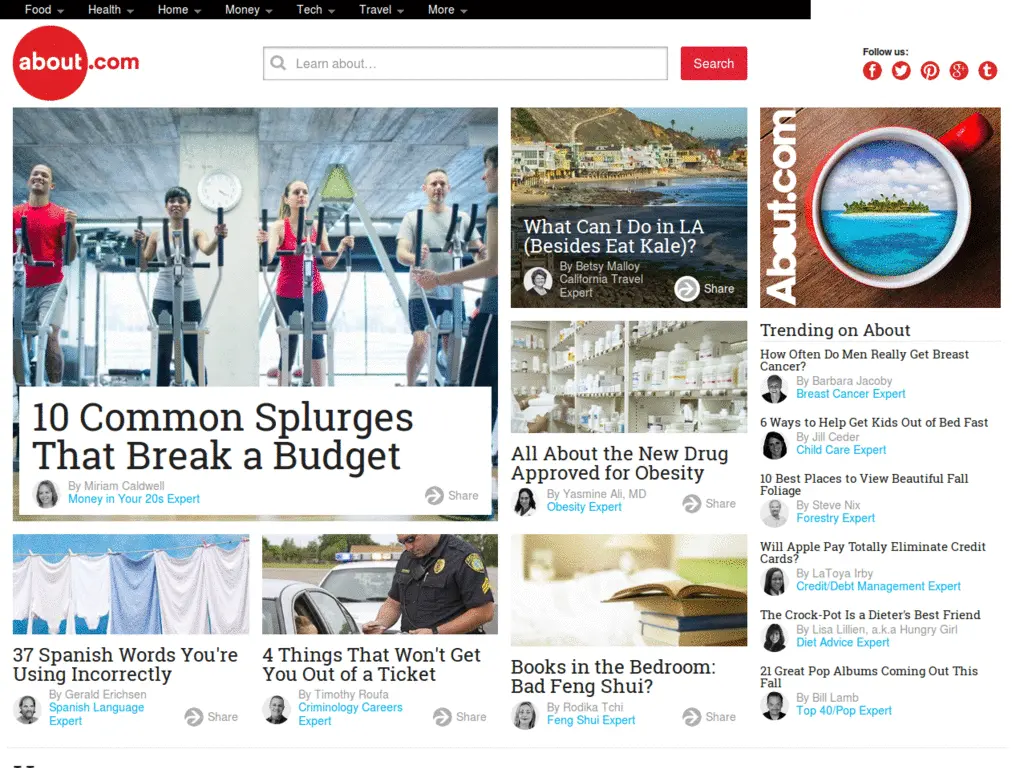 Food Health Home Money Tech Travel More
about.com
Learn about...
Search
Follow us:
10 Common Splurges
That Break a Budget
By Miriam Caldwell
Money in Your 20s Expert
Share
What Can I Do in LA
(Besides Eat Kale)?
By Betsy Malloy
California Travel
Expert
Share
About.com
All About the New Drug
Approved for Obesity
By Yasmine Ali, MD
Obesity Expert
Share
37 Spanish Words You're
Using Incorrectly
By Gerald Erichsen
Spanish Language
Expert
Share
4 Things That Won't Get
You Out of a Ticket
By Timothy Roufa
Criminology Careers
Expert
Share
Books in the Bedroom:
Bad Feng Shui?
By Rodika Tchi
Feng Shui Expert
Share
Trending on About
How Often Do Men Really Get Breast
Cancer?
By Barbara Jacoby
Breast Cancer Expert
6 Ways to Help Get Kids Out of Bed Fast
By Jill Ceder
Child Care Expert
10 Best Places to View Beautiful Fall
Foliage
By Steve Nix
Forestry Expert
Will Apple Pay Totally Eliminate Credit
Cards?
By LaToya Irby
Credit/Debt Management Expert
The Crock-Pot Is a Dieter's Best Friend
By Lisa Lillien, a.k.a Hungry Girl
Diet Advice Expert
21 Great Pop Albums Coming Out This
Fall
By Bill Lamb
Top 40/Pop Expert